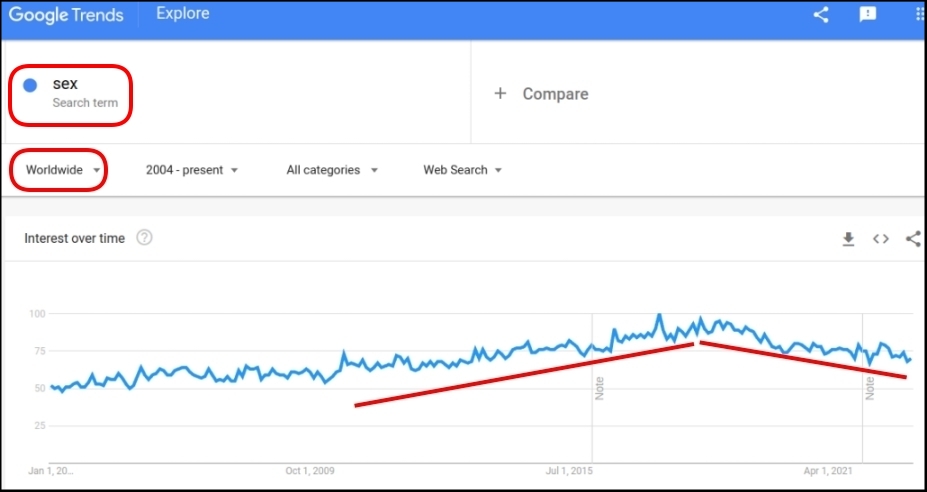 Google Trends Explore
sex
Search term
+ Compare
Worldwide 2004 - present All categories Web Search
Interest over time ?
100
75
50
25
Note
Note
Jan 1, 20... Oct 1, 2009 Jul 1, 2015 Apr 1, 2021